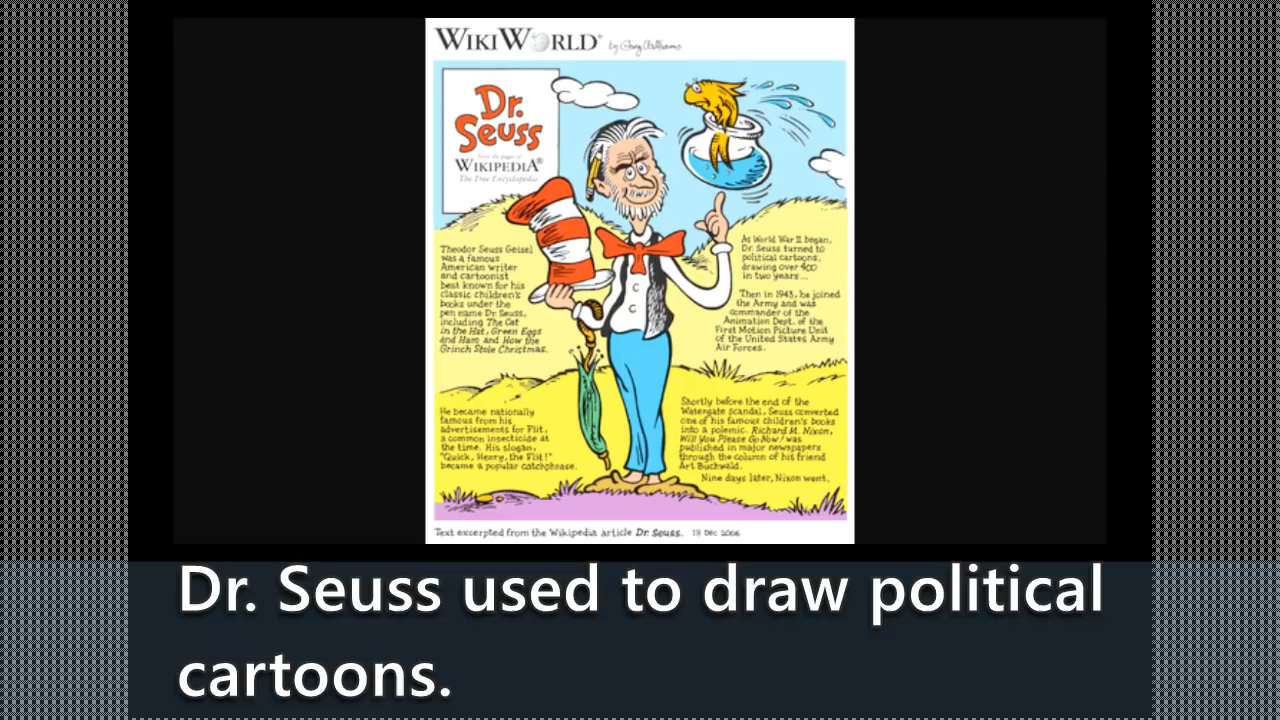 WIKIWORLD®
by Greg Williams
Dr.
Seuss
from the pages of
WIKIPEDIA®
The Free Encyclopedia
Theodor Seuss Geisel
was a famous
American writer
and cartoonist
best known for his
classic children's
books under the
pen name Dr. Seuss,
including The Cat
in the Hat, Green Eggs
and Ham and How the
Grinch Stole Christmas.
As World War II began,
Dr. Seuss turned to
political cartoons,
drawing over 400
in two years...
Then in 1943, he joined
the Army and was
commander of the
Animation Dept. of the
First Motion Picture Unit
of the United States Army
Air Forces.
He became nationally
famous from his
advertisements for Flit,
a common insecticide at
the time. His slogan,
"Quick, Henry, the Flit!"
became a popular catchphrase.
Shortly before the end of the
Watergate scandal, Seuss converted
one of his famous children's books
into a polemic. Richard M. Nixon,
Will You Please Go Now! was
published in major newspapers
through the column of his friend
Art Buchwald.
Nine days later, Nixon went.
Text excerpted from the Wikipedia article Dr. Seuss. 18 Dec 2006
Dr. Seuss used to draw political
cartoons.